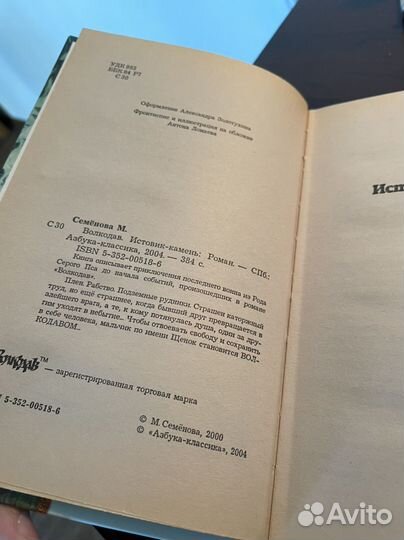 УДК 882
ББК 84 Р7
С 30
Оформление Александра Золотухина
Фронтиспис и иллюстрация на обложке
Антона Ломаева
Семёнова М.
С 30 Волкодав. Истовик-камень: Роман. — СПб.:
Азбука-классика, 2004. — 384 с.
ISBN 5-352-00518-6
Книга описывает приключения последнего воина из Рода
Серого Пса до начала событий, произошедших в романе
«Волкодав».
Плен. Рабство. Подземные рудники. Страшен каторжный
труд, но ещё страшнее, когда бывший друг превращается в
злейшего врага, а те, к кому потянулась душа, один за дру-
гим уходят в небытие... Чтобы отвоевать свободу и сохранить
в себе человека, мальчик по имени Щенок становится ВОЛ-
КОДАВОМ...
™ — зарегистрированная торговая марка
5-352-00518-6
© М. Семёнова, 2000
© «Азбука-классика», 2004
Исп
Avito